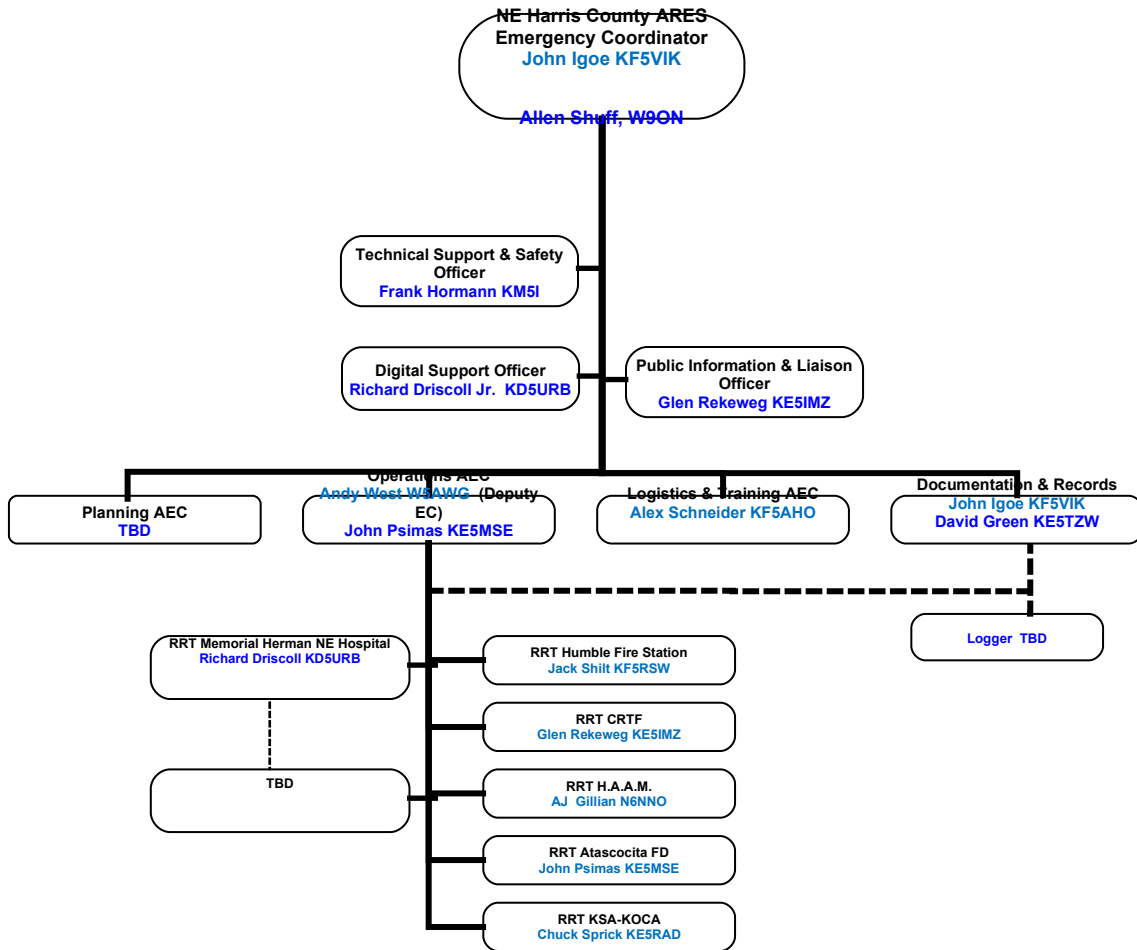 NE Harris County ARES
Emergency Coordinator
John Igoe KF5VIK
Allen Shuff, W9ON
Technical Support & Safety
Officer
Frank Hormann KM5I
Digital Support Officer
Richard Driscoll Jr.  KD5URB
Public Information & Liaison
Officer
Glen Rekeweg KE5IMZ
Planning AEC
TBD
Operations AEC
Andy West W5AWG  (Deputy
EC)
John Psimas KE5MSE
Logistics & Training AEC
Alex Schneider KF5AHO
Documentation & Records
John Igoe KF5VIK
David Green KE5TZW
Logger  TBD
RRT Memorial Herman NE Hospital
Richard Driscoll KD5URB
TBD
RRT Humble Fire Station
Jack Shilt KF5RSW
RRT CRTF
Glen Rekeweg KE5IMZ
RRT H.A.A.M.
AJ  Gillian N6NNO
RRT Atascocita FD
John Psimas KE5MSE
RRT KSA-KOCA
Chuck Sprick KE5RAD